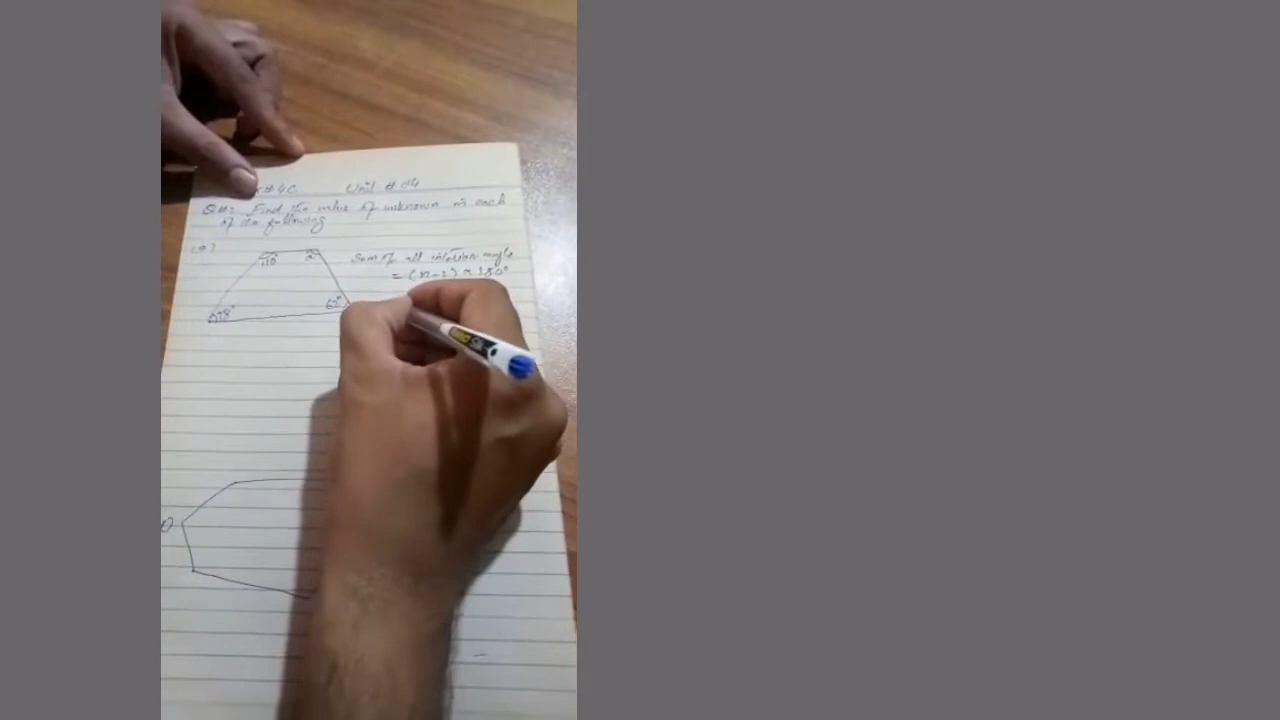 # 4C Unit # 04
Find the value of unknown in each
of the following
110° x
Sum of all interior angle
= (n-2) × 180°
78° 65°